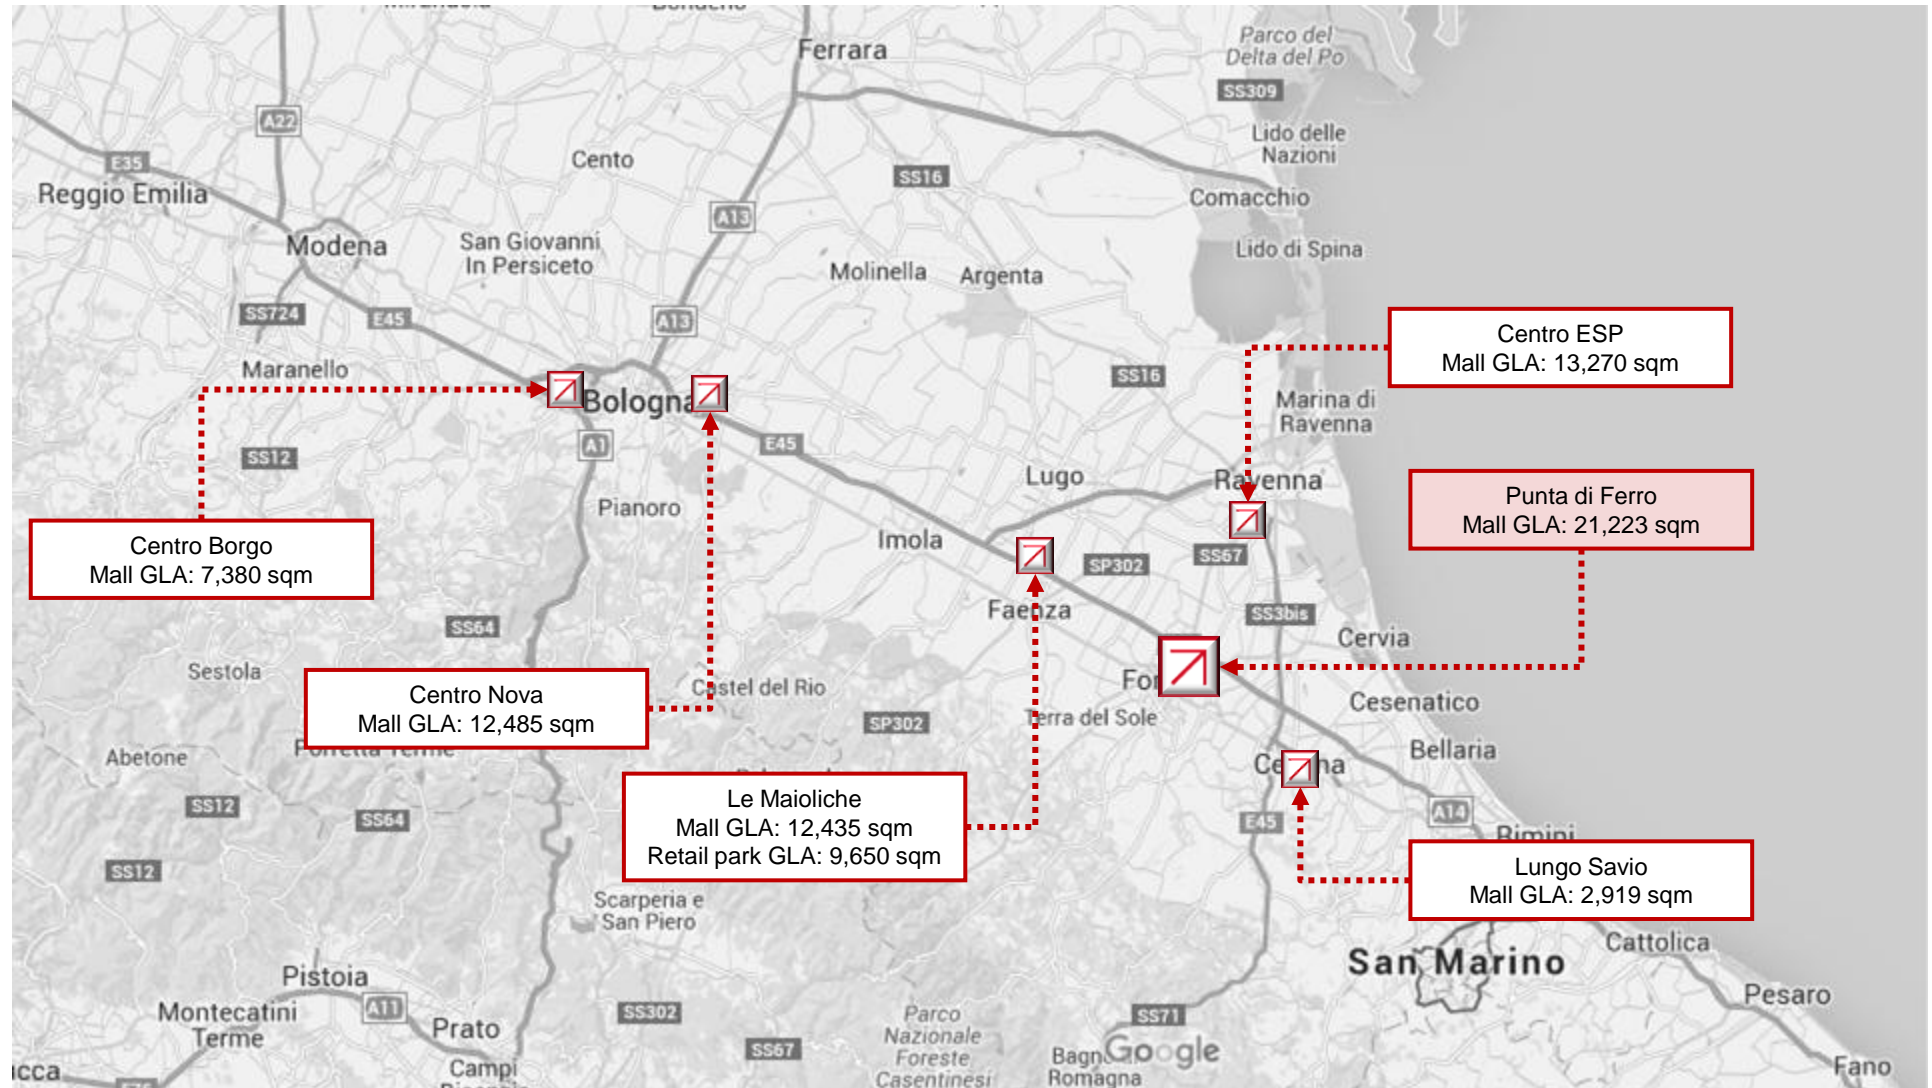 Ferrara
Parco del
Delta del Po
SS309
A22
Lido delle
Nazioni
Cento
E35
SS16
Reggio Emilia
Comacchio
A13
Modena
San Giovanni
In Persiceto
Lido di Spina
Molinella
Argenta
SS724
E45
A13
Centro ESP
Mall GLA: 13,270 sqm
Maranello
SS16
Bologna
Marina di
Ravenna
A1
E45
SS12
Lugo
Ravenna
Pianoro
Punta di Ferro
Mall GLA: 21,223 sqm
Imola
Centro Borgo
Mall GLA: 7,380 sqm
SP302
SS67
Faenza
SS3bis
SS64
Cervia
Sestola
Castel del Rio
Centro Nova
Mall GLA: 12,485 sqm
Cesenatico
Terra del Sole
SP302
Abetone
Bellaria
SS12
SS64
Le Maioliche
Mall GLA: 12,435 sqm
Retail park GLA: 9,650 sqm
A14
E45
Rimini
SS12
Lungo Savio
Mall GLA: 2,919 sqm
Scarperia e
San Piero
Cattolica
San Marino
Pistoia
Pesaro
Montecatini
Terme
A11
Prato
SS302
Parco
Nazionale
Foreste
Casentinesi
SS71
SS67
Google
Romagna
Campi
Fano